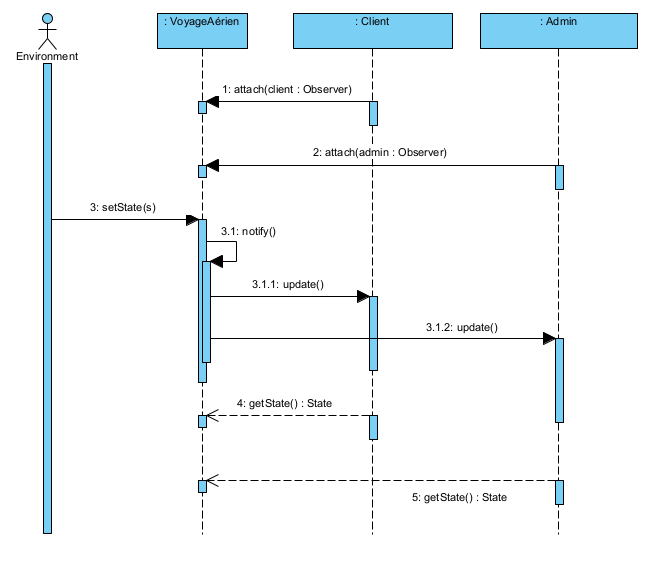 : VoyageAérien
: Client
: Admin
Environment
1: attach(client : Observer)
2: attach(admin : Observer)
3: setState(s)
3.1: notify()
3.1.1: update()
3.1.2: update()
4: getState() : State
5: getState() : State